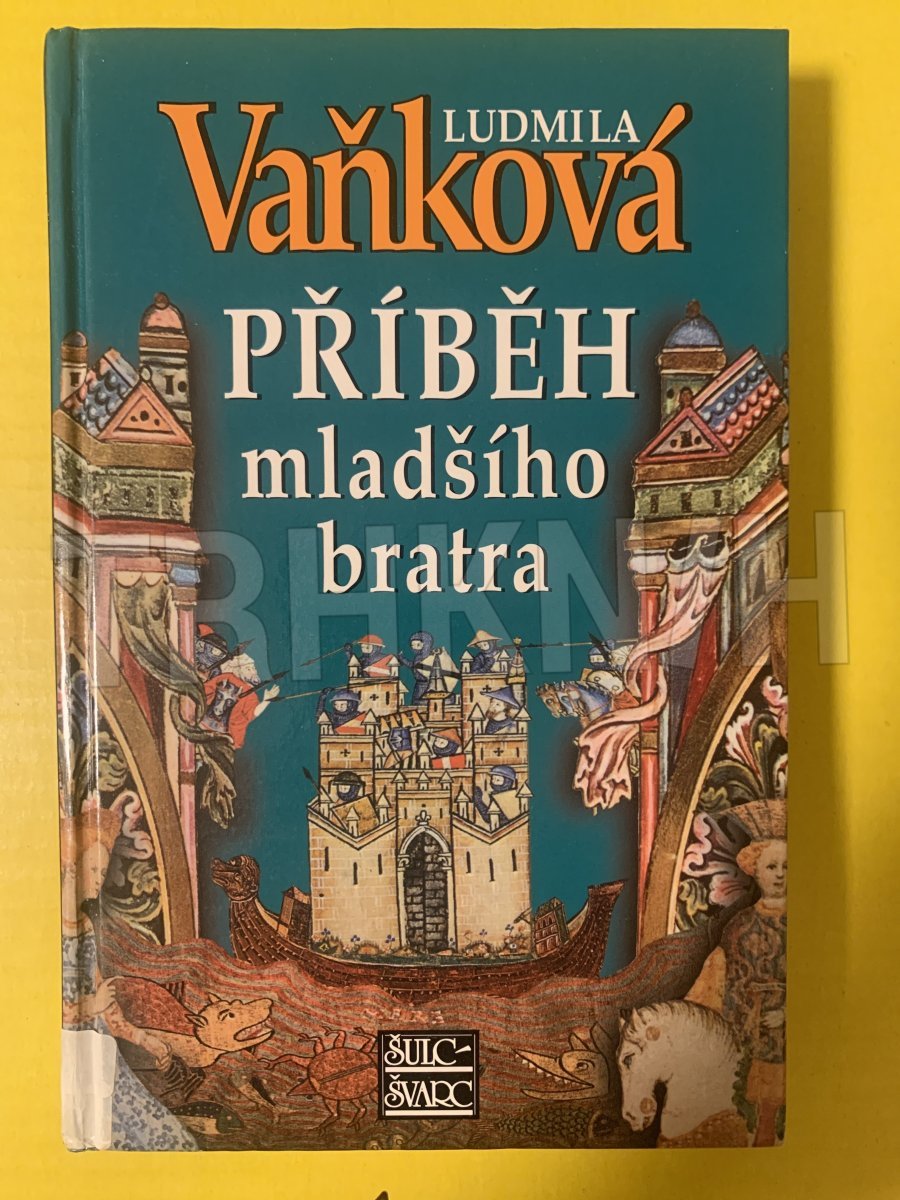 LUDMILA
Vaňková
PŘÍBĚH
mladšího
bratra
ŠULC-
ŠVARC